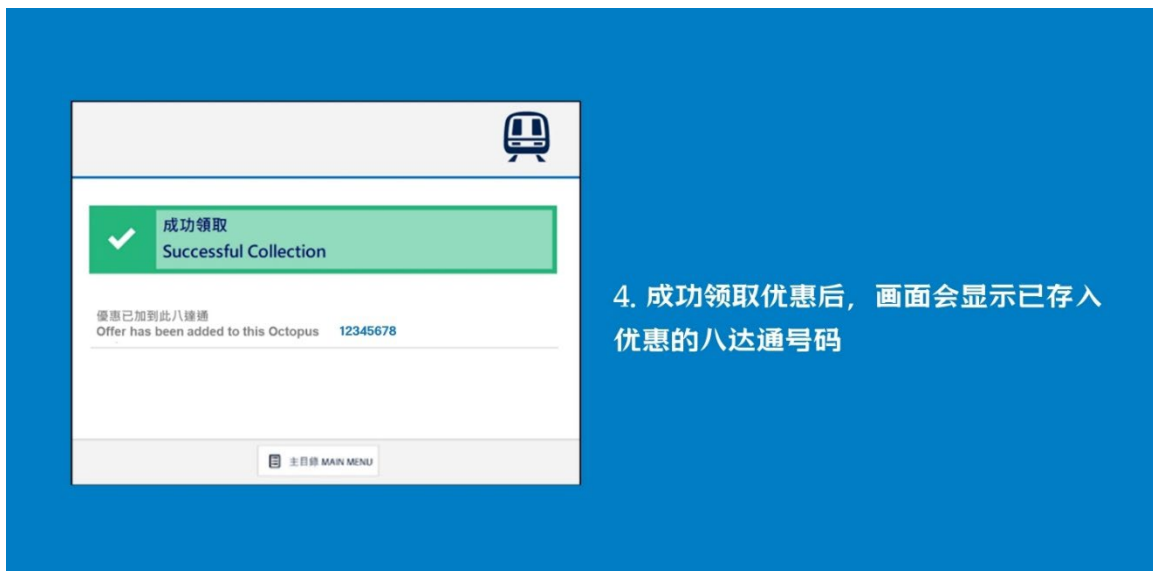 成功領取
Successful Collection
優惠已加到此八達通
Offer has been added to this Octopus 12345678
主目錄 MAIN MENU
4. 成功领取优惠后，画面会显示已存入
优惠的八达通号码